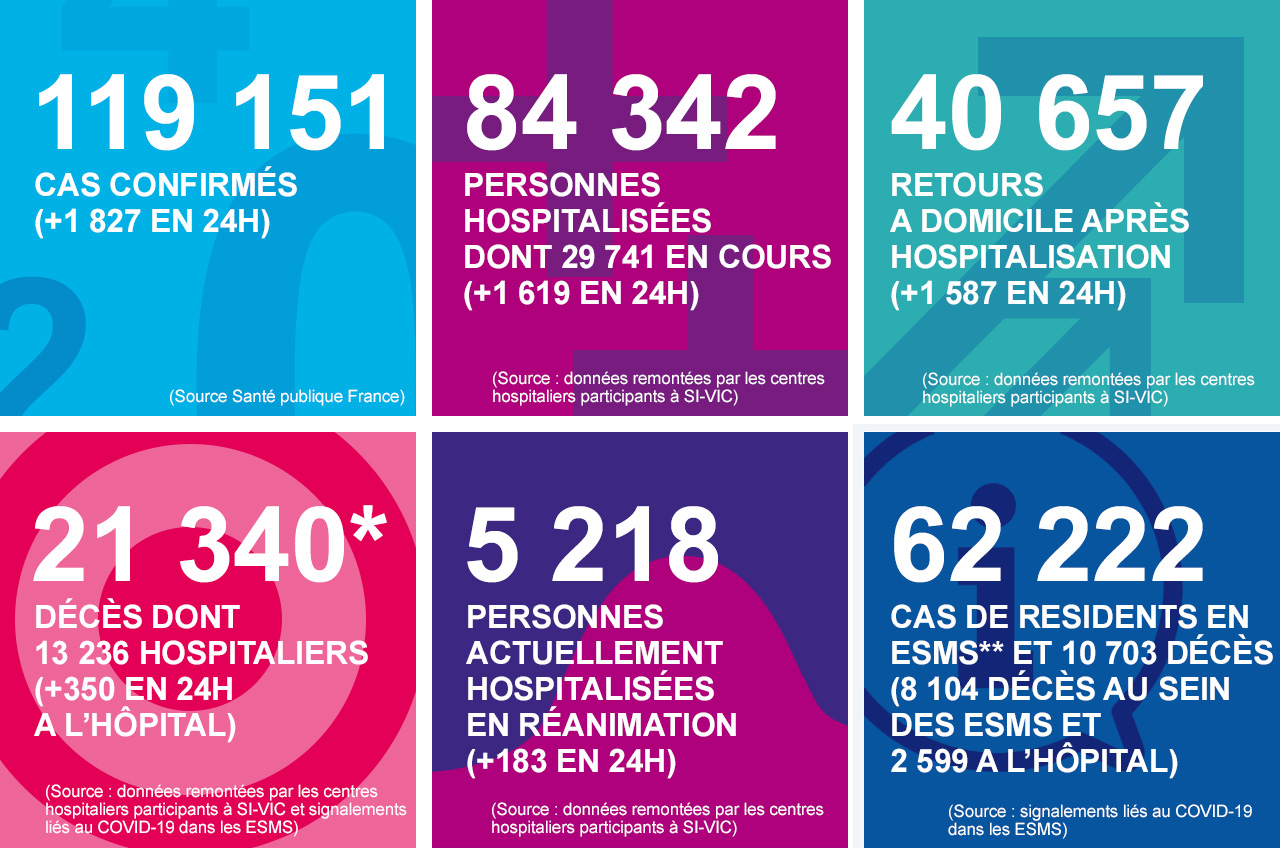 119 151
CAS CONFIRMÉS
(+1 827 EN 24H)
(Source Santé publique France)
84 342
PERSONNES
HOSPITALISÉES
DONT 29 741 EN COURS
(+1 619 EN 24H)
(Source : données remontées par les centres
hospitaliers participants à SI-VIC)
40 657
RETOURS
A DOMICILE APRÈS
HOSPITALISATION
(+1 587 EN 24H)
(Source : données remontées par les centres
hospitaliers participants à SI-VIC)
21 340*
DÉCÈS DONT
13 236 HOSPITALIERS
(+350 EN 24H
A L’HÔPITAL)
(Source : données remontées par les centres
hospitaliers participants à SI-VIC et signalements
liés au COVID-19 dans les ESMS)
5 218
PERSONNES
ACTUELLEMENT
HOSPITALISÉES
EN RÉANIMATION
(+183 EN 24H)
(Source : données remontées par les centres
hospitaliers participants à SI-VIC)
62 222
CAS DE RESIDENTS EN
ESMS** ET 10 703 DÉCÈS
(8 104 DÉCÈS AU SEIN
DES ESMS ET
2 599 A L’HÔPITAL)
(Source : signalements liés au COVID-19
dans les ESMS)